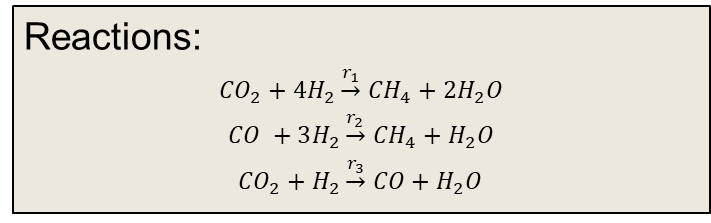 Reactions:
CO₂ + 4H₂ →^{r₁} CH₄ + 2H₂O
CO + 3H₂ →^{r₂} CH₄ + H₂O
CO₂ + H₂ →^{r₃} CO + H₂O